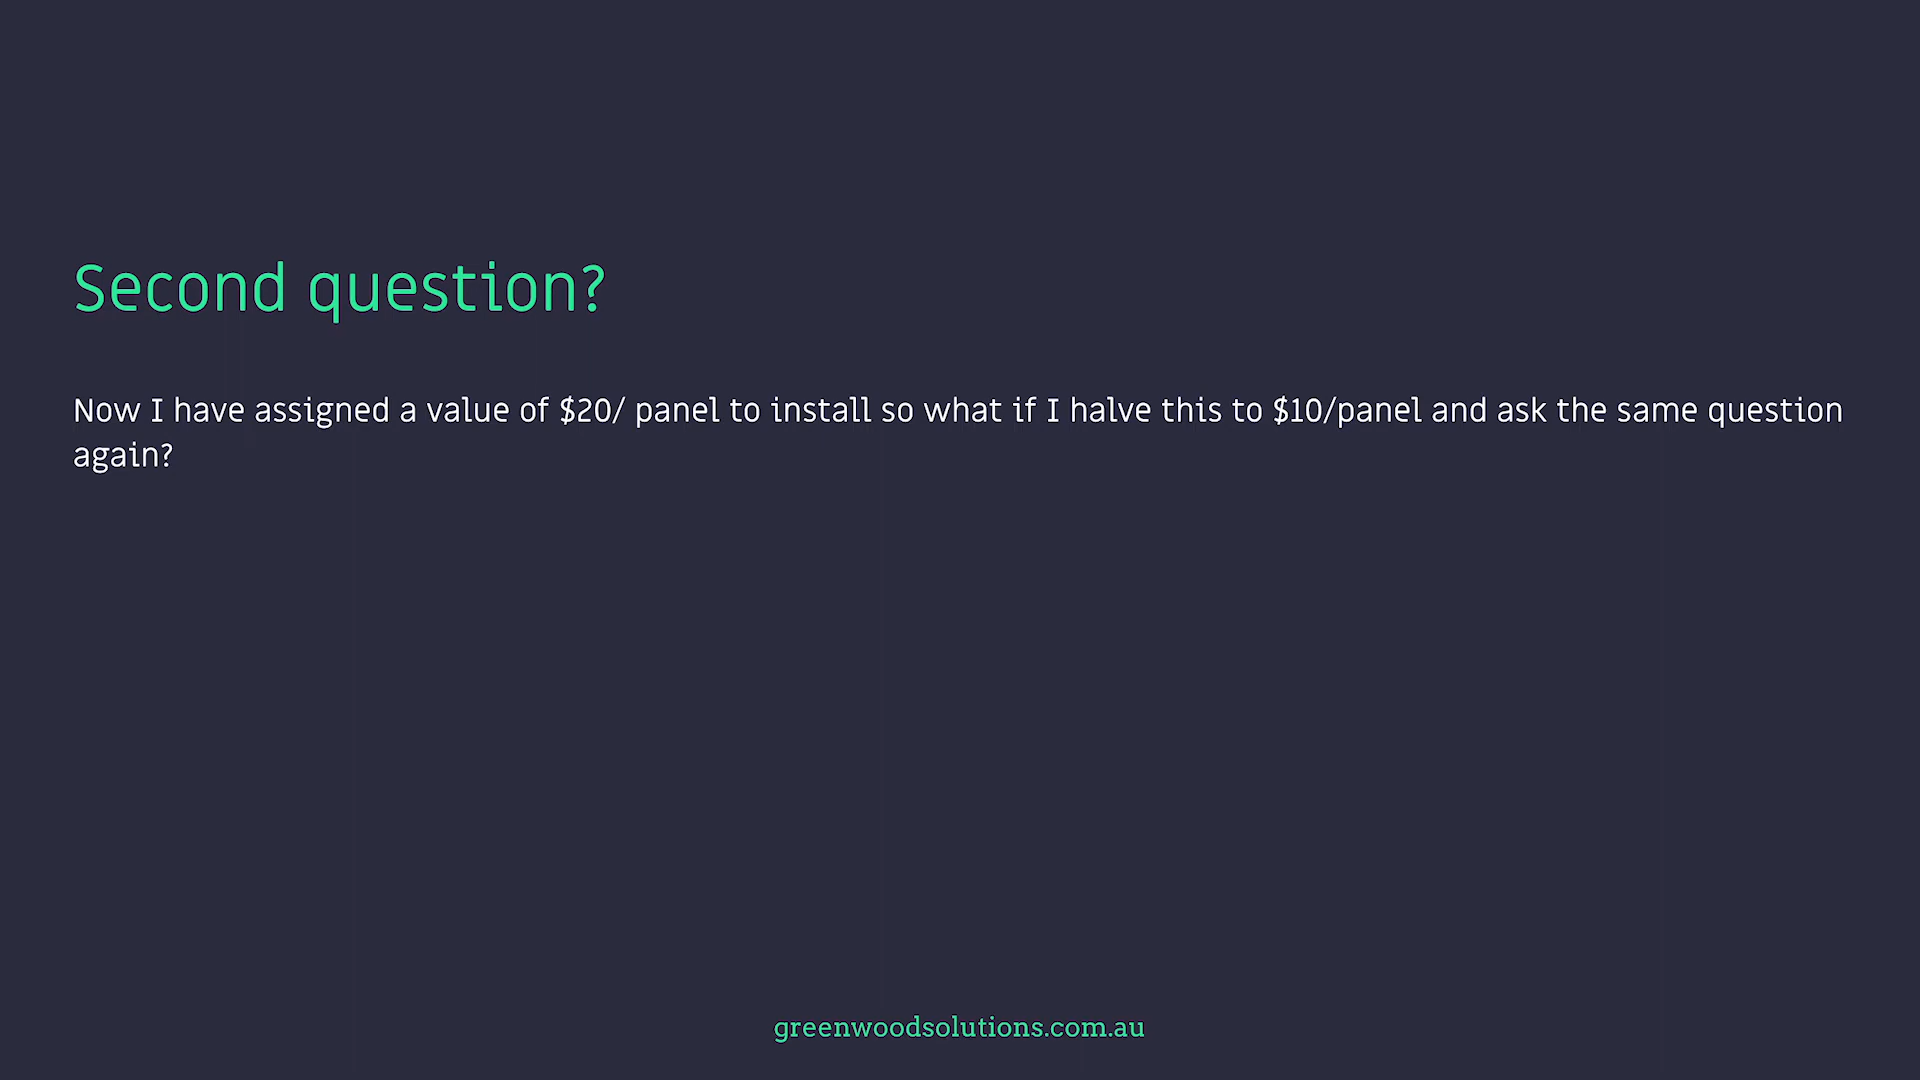 Second question?
Now I have assigned a value of $20/ panel to install so what if I halve this to $10/panel and ask the same question
again?
greenwoodsolutions.com.au